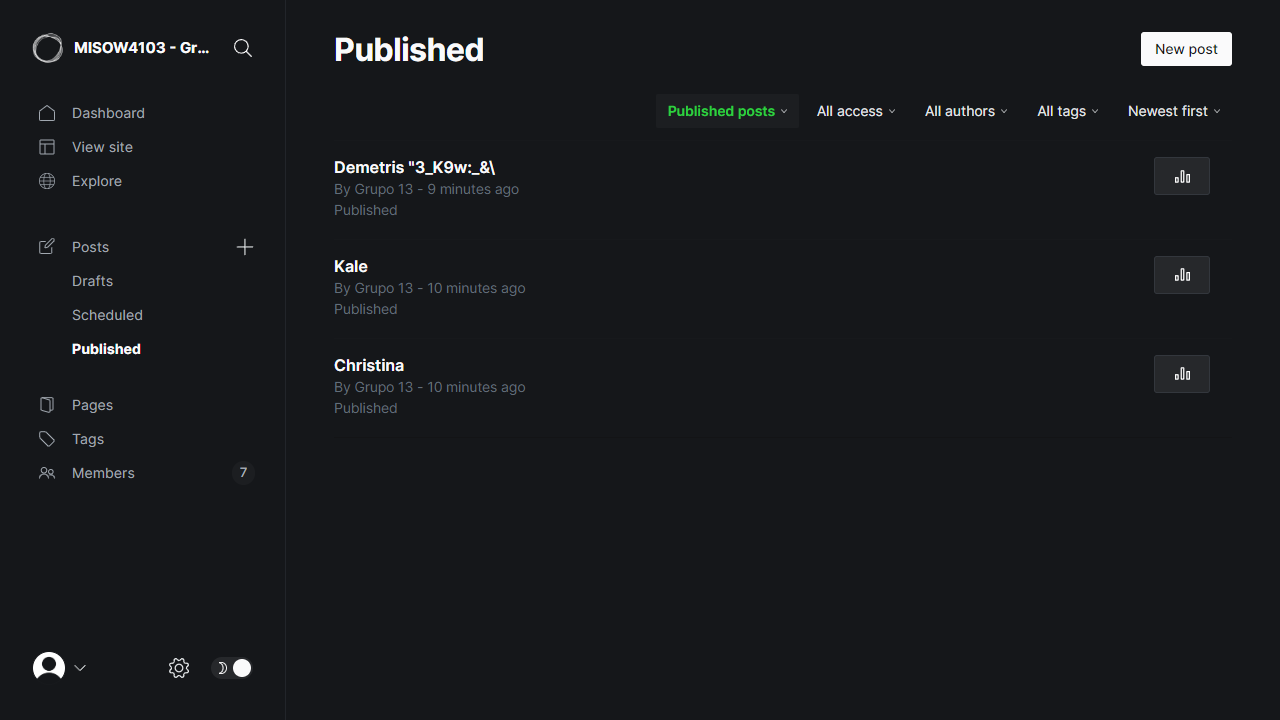 MISOW4103 - Gr...
Dashboard
View site
Explore
Posts
Drafts
Scheduled
Published
Pages
Tags
Members 7
Published
New post
Published posts All access All authors All tags Newest first
Demetris "3_K9w:_&\
By Grupo 13 - 9 minutes ago
Published
Kale
By Grupo 13 - 10 minutes ago
Published
Christina
By Grupo 13 - 10 minutes ago
Published